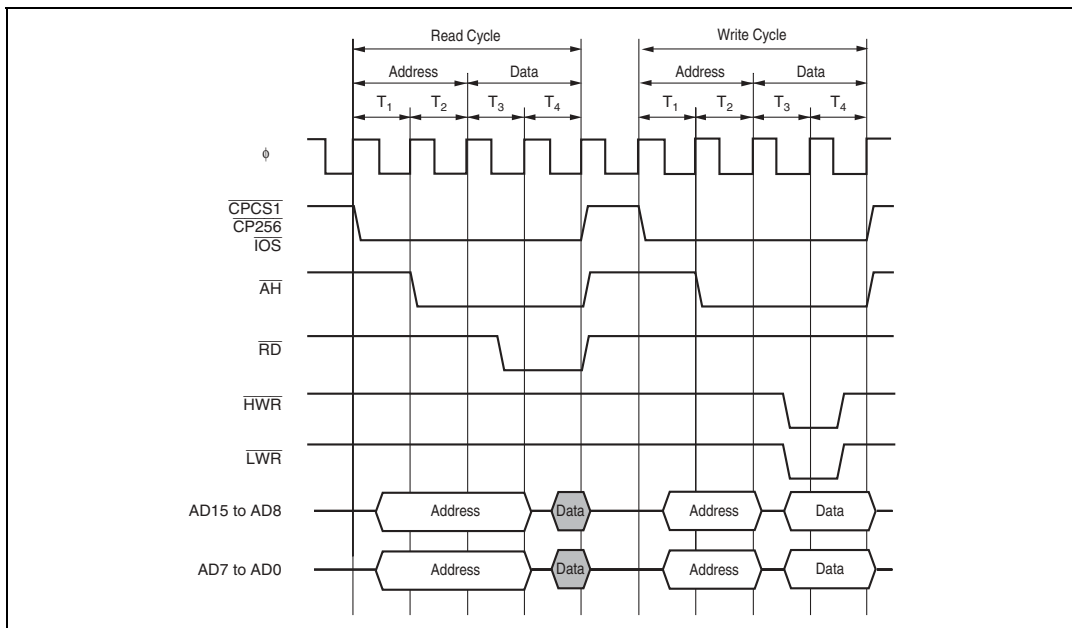 Read Cycle Write Cycle
Address Data Address Data
T1 T2 T3 T4 T1 T2 T3 T4
ϕ
CPCS1
CP256
IOS
AH
RD
HWR
LWR
AD15 to AD8 Address Data Address Data
AD7 to AD0 Address Data Address Data